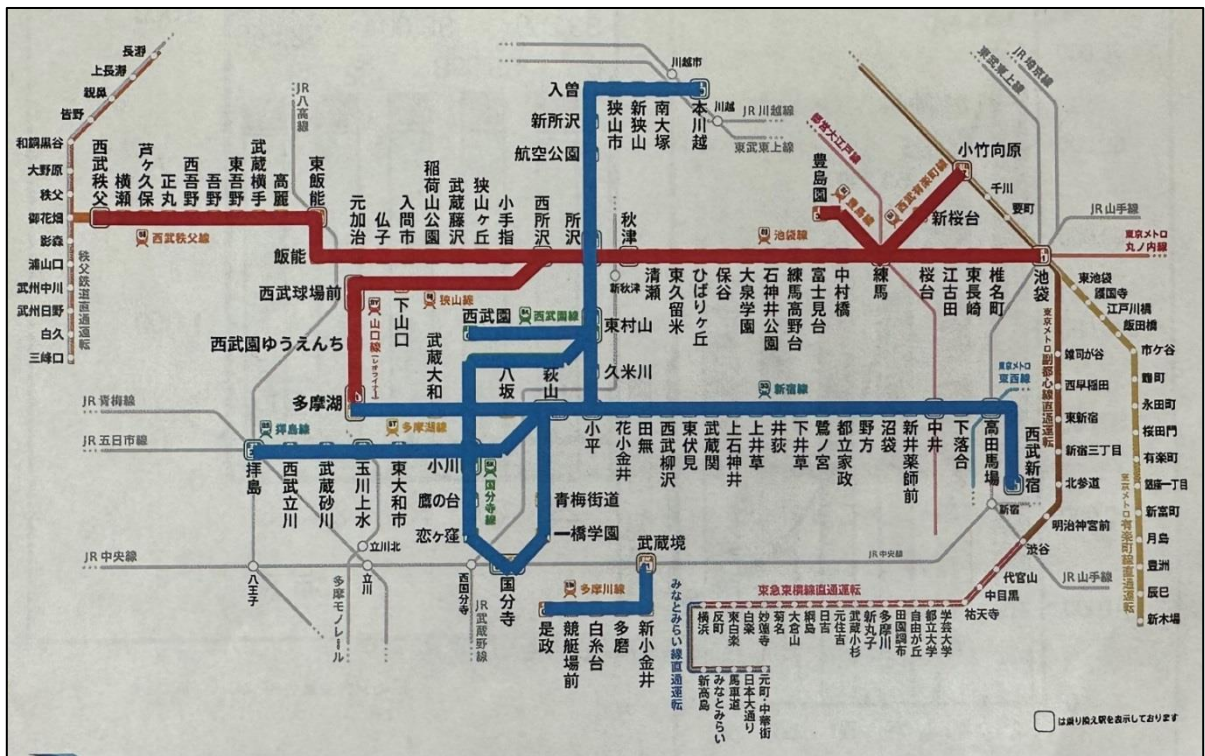 長瀞
上長瀞
親鼻
皆野
和銅黒谷
大野原
秩父
御花畑
影森
浦山口
武州中川
武州日野
白久
三峰口
秩父鉄道直通運転
西武秩父
横瀬
芦ヶ久保
正丸
西吾野
吾野
東吾野
武蔵横手
高麗
東飯能
西武秩父線
JR八高線
飯能
元加治
仏子
入間市
稲荷山公園
武蔵藤沢
狭山ヶ丘
小手指
西所沢
所沢
秋津
新秋津
入曽
新所沢
航空公園
狭山市
新狭山
南大塚
本川越
川越市
川越
JR川越線
東武東上線
都営大江戸線
豊島園
豊島線
西武有楽町線
小竹向原
新桜台
千川
要町
東武東上線
JR埼京線
JR山手線
東京メトロ
丸ノ内線
池袋線
清瀬
東久留米
ひばりヶ丘
保谷
大泉学園
石神井公園
練馬高野台
富士見台
中村橋
練馬
桜台
江古田
東長崎
椎名町
池袋
東池袋
護国寺
江戸川橋
飯田橋
市ケ谷
麴町
永田町
桜田門
有楽町
銀座一丁目
新富町
月島
豊洲
辰巳
新木場
東京メトロ有楽町線直通運転
東京メトロ副都心線直通運転
雑司が谷
西早稲田
東新宿
新宿三丁目
北参道
明治神宮前
渋谷
代官山
中目黒
祐天寺
西武球場前
西武園ゆうえんち
多摩湖
山口線
(レオライナー)
下山口
狭山線
西武園
西武園線
東村山
久米川
武蔵大和
八坂
萩山
新宿線
東京メトロ
東西線
JR青梅線
JR五日市線
拝島線
多摩湖線
拝島
西武立川
武蔵砂川
玉川上水
東大和市
小川
鷹の台
恋ヶ窪
国分寺線
青梅街道
一橋学園
国分寺
小平
花小金井
田無
西武柳沢
東伏見
武蔵関
上石神井
上井草
井荻
下井草
鷺ノ宮
都立家政
野方
沼袋
新井薬師前
中井
下落合
高田馬場
西武新宿
新宿
JR中央線
八王子
立川北
立川
多摩モノレール
西国分寺
JR武蔵野線
JR中央線
JR山手線
武蔵境
多摩川線
是政
競艇場前
白糸台
多磨
新小金井
みなとみらい線直通運転
東急東横線直通運転
横浜
反町
東白楽
白楽
妙蓮寺
菊名
大倉山
綱島
日吉
元住吉
武蔵小杉
新丸子
多摩川
田園調布
自由が丘
都立大学
学芸大学
新高島
みなとみらい
馬車道
日本大通り
元町・中華街
は乗り換え駅を表示しております